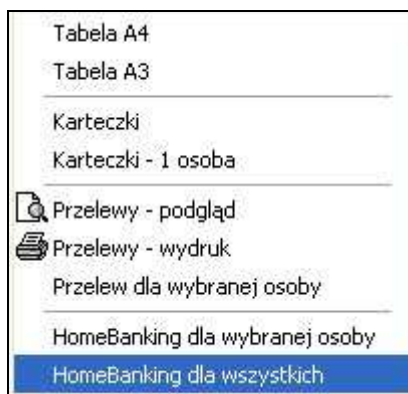 Tabela A4
Tabela A3
Karteczki
Karteczki - 1 osoba
Przelewy - podgląd
Przelewy - wydruk
Przelew dla wybranej osoby
HomeBanking dla wybranej osoby
HomeBanking dla wszystkich